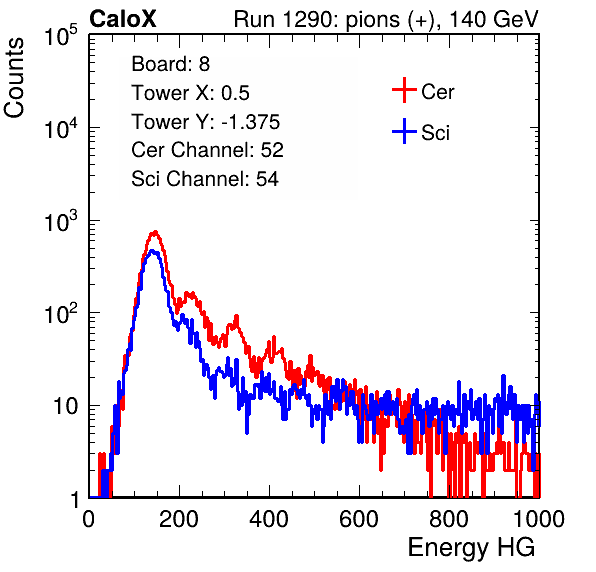 CaloX Run 1290: pions (+), 140 GeV
Counts
Board: 8
Tower X: 0.5
Tower Y: -1.375
Cer Channel: 52
Sci Channel: 54
Cer
Sci
10^5
10^4
10^3
10^2
10
1
0 200 400 600 800 1000
Energy HG